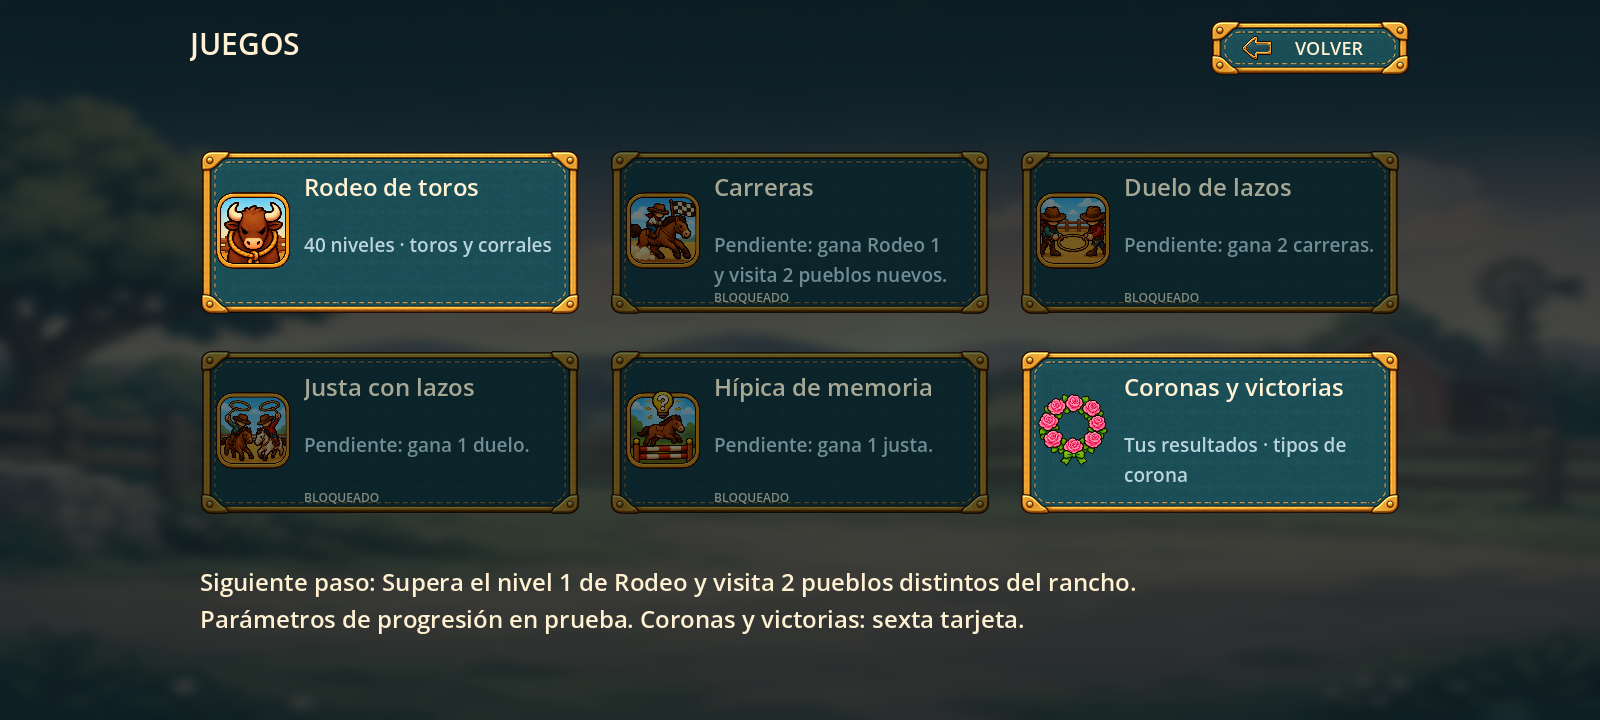 JUEGOS
VOLVER
Rodeo de toros
40 niveles · toros y corrales
Carreras
Pendiente: gana Rodeo 1
y visita 2 pueblos nuevos.
BLOQUEADO
Duelo de lazos
Pendiente: gana 2 carreras.
BLOQUEADO
Justa con lazos
Pendiente: gana 1 duelo.
BLOQUEADO
Hípica de memoria
Pendiente: gana 1 justa.
BLOQUEADO
Coronas y victorias
Tus resultados · tipos de
corona
Siguiente paso: Supera el nivel 1 de Rodeo y visita 2 pueblos distintos del rancho.
Parámetros de progresión en prueba. Coronas y victorias: sexta tarjeta.